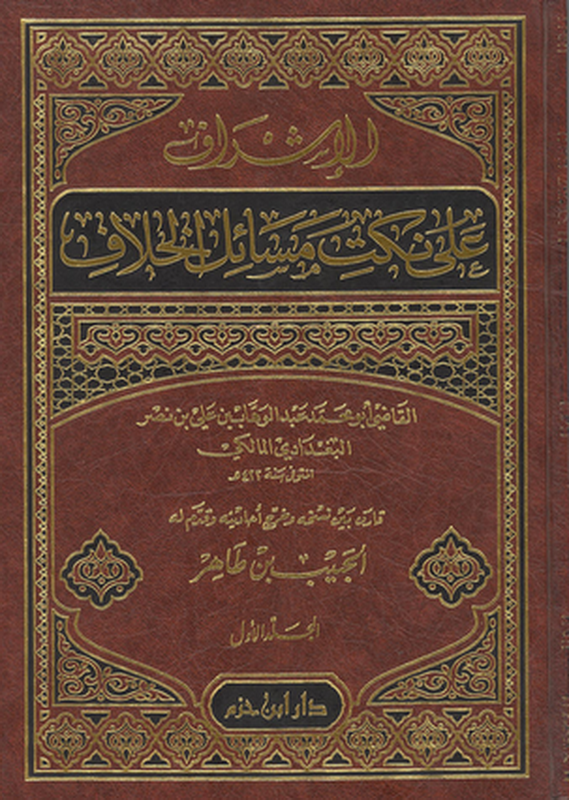 الإشراف
على نكت مسائل الخلاف
القاضي أبو محمد عبد الوهاب بن علي بن نصر
البغدادي المالكي
المتوفى سنة ٤٢٢هـ
قارن بين نسخه وخرج أحاديثه وقدم له
الحبيب بن طاهر
المجلد الأول
دار ابن حزم